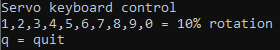 Servo keyboard control
1,2,3,4,5,6,7,8,9,0 = 10% rotation
q = quit